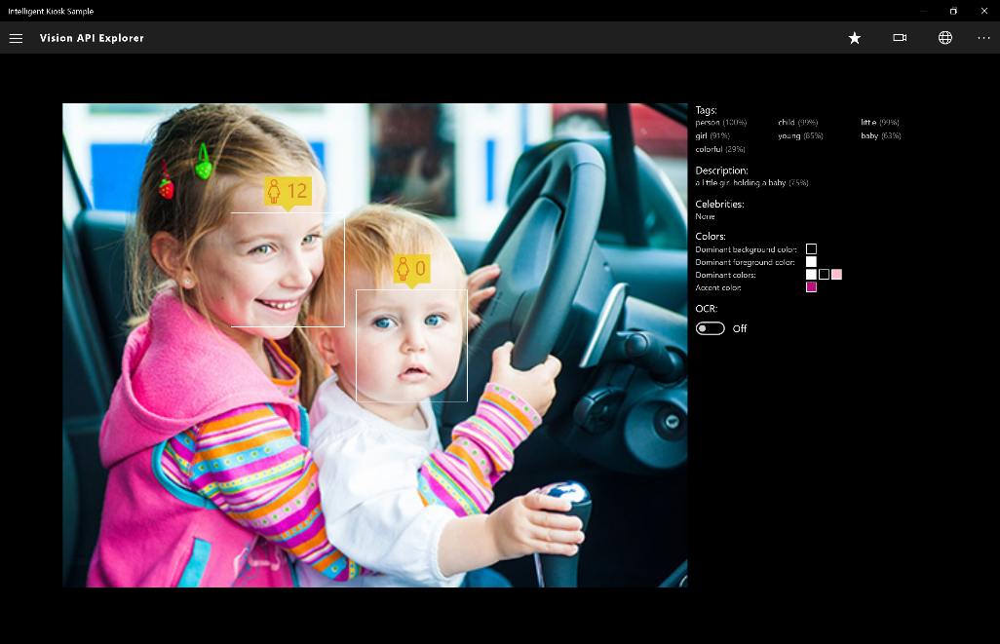 Intelligent Kiosk Sample
Vision API Explorer
Tags:
person (100%) child (99%) little (99%)
girl (91%) young (85%) baby (63%)
colorful (29%)
Description:
a little girl holding a baby (75%)
Celebrities:
None
Colors:
Dominant background color:
Dominant foreground color:
Dominant colors:
Accent color:
OCR:
Off
12
0